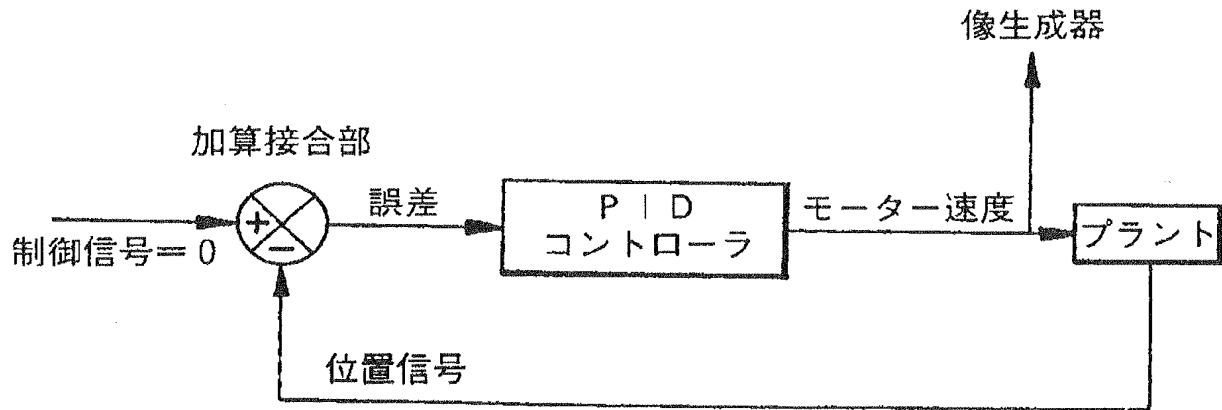 像生成器
加算接合部
+
−
誤差
PID
コントローラ
モーター速度
プラント
制御信号=0
位置信号